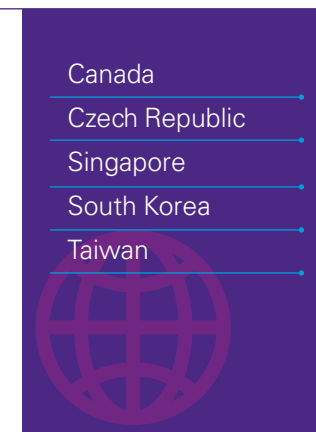 Canada
Czech Republic
Singapore
South Korea
Taiwan